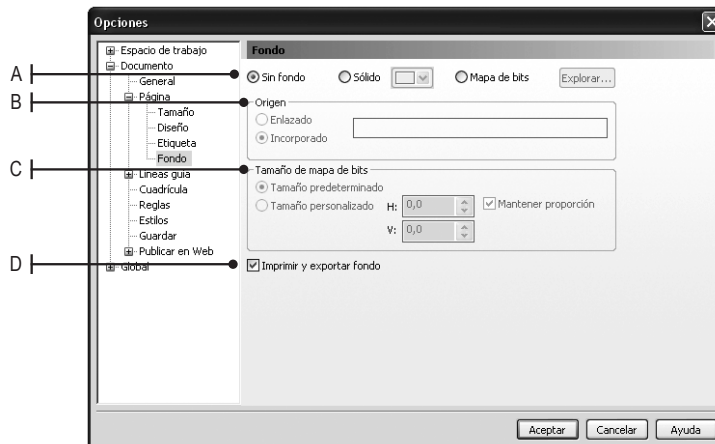 Opciones
Espacio de trabajo
Documento
General
Página
Tamaño
Diseño
Etiqueta
Fondo
Líneas guía
Cuadrícula
Reglas
Estilos
Guardar
Publicar en Web
Global
Fondo
A
Sin fondo Sólido Mapa de bits Explorar...
B
Origen
Enlazado
Incorporado
C
Tamaño de mapa de bits
Tamaño predeterminado
Tamaño personalizado H: 0,0 Mantener proporción
V: 0,0
D
Imprimir y exportar fondo
Aceptar Cancelar Ayuda